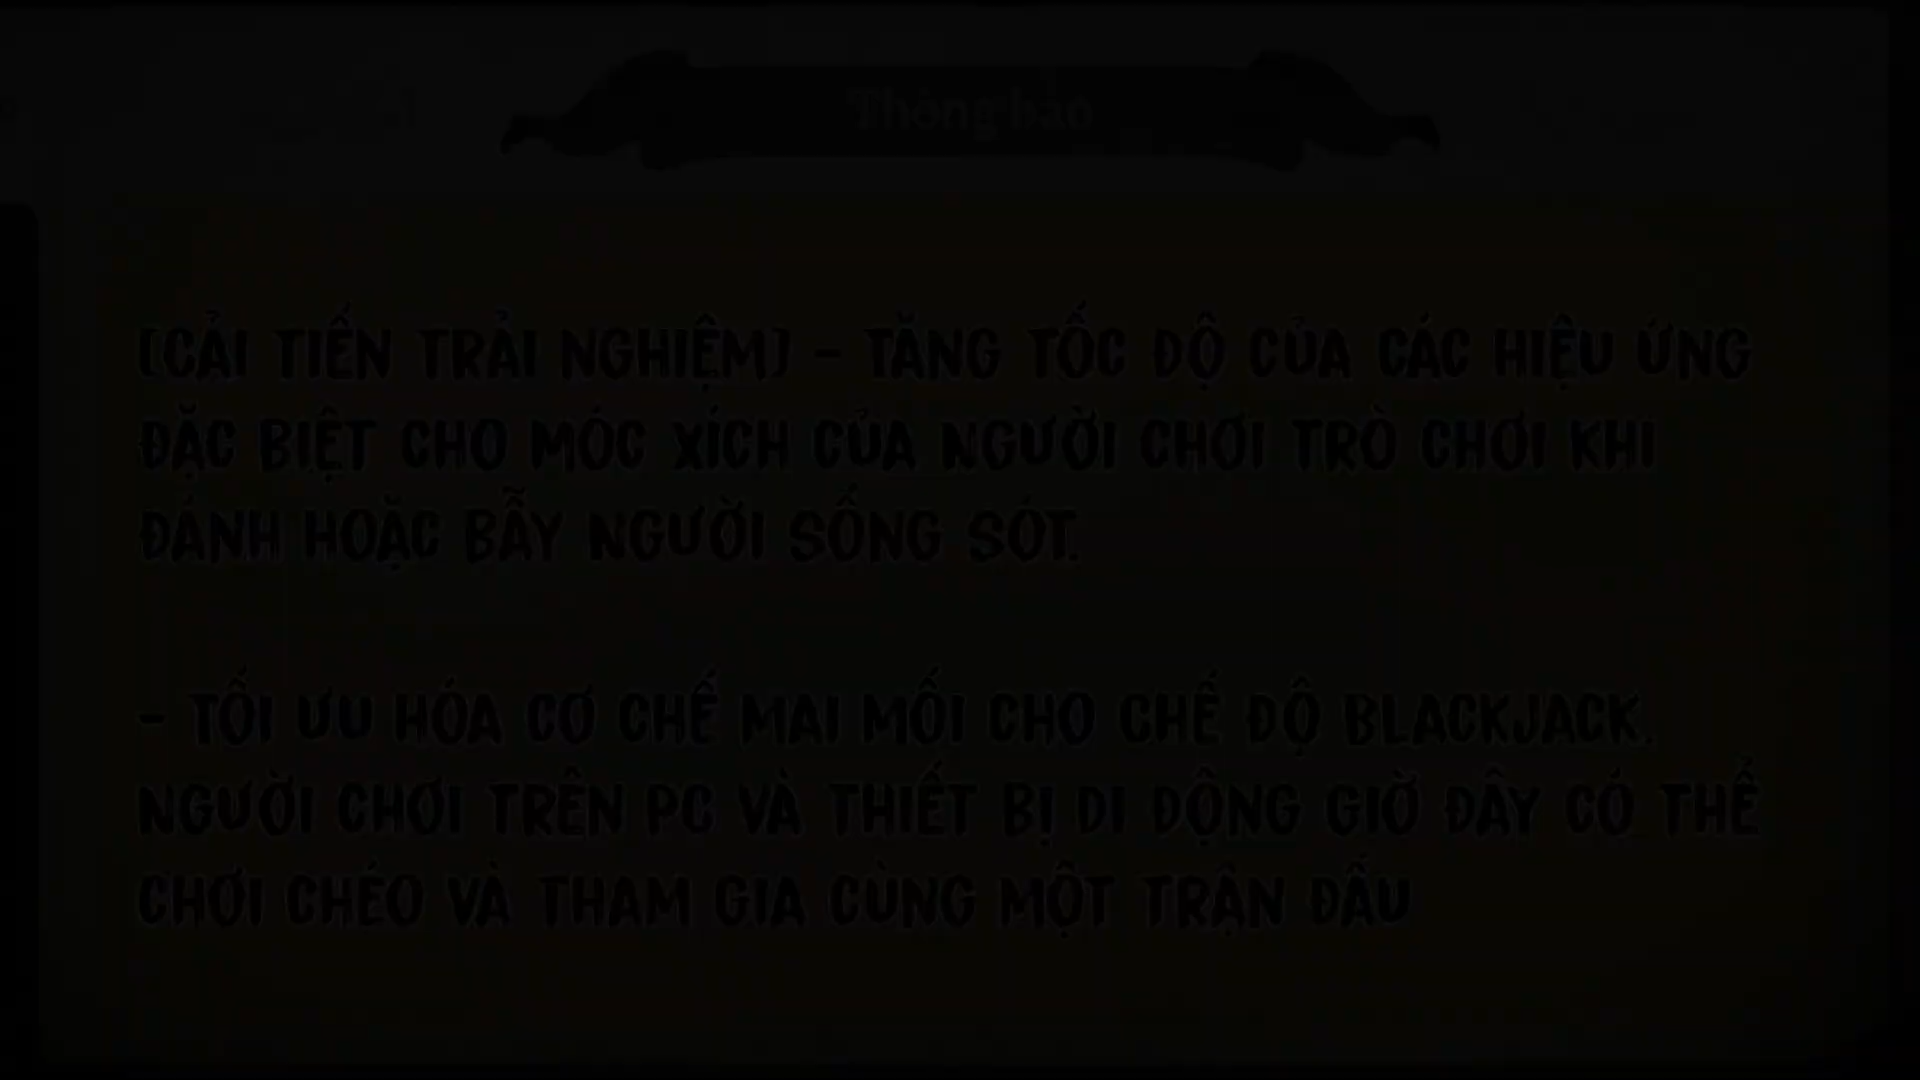 Thông báo
[CẢI TIẾN TRẢI NGHIỆM] - TĂNG TỐC ĐỘ CỦA CÁC HIỆU ỨNG
ĐẶC BIỆT CHO MÓC XÍCH CỦA NGƯỜI CHƠI TRÒ CHƠI KHI
ĐÁNH HOẶC BẪY NGƯỜI SỐNG SÓT.
- TỐI ƯU HÓA CƠ CHẾ MAI MỐI CHO CHẾ ĐỘ BLACKJACK.
NGƯỜI CHƠI TRÊN PC VÀ THIẾT BỊ DI ĐỘNG GIỜ ĐÂY CÓ THỂ
CHƠI CHÉO VÀ THAM GIA CÙNG MỘT TRẬN ĐẤU